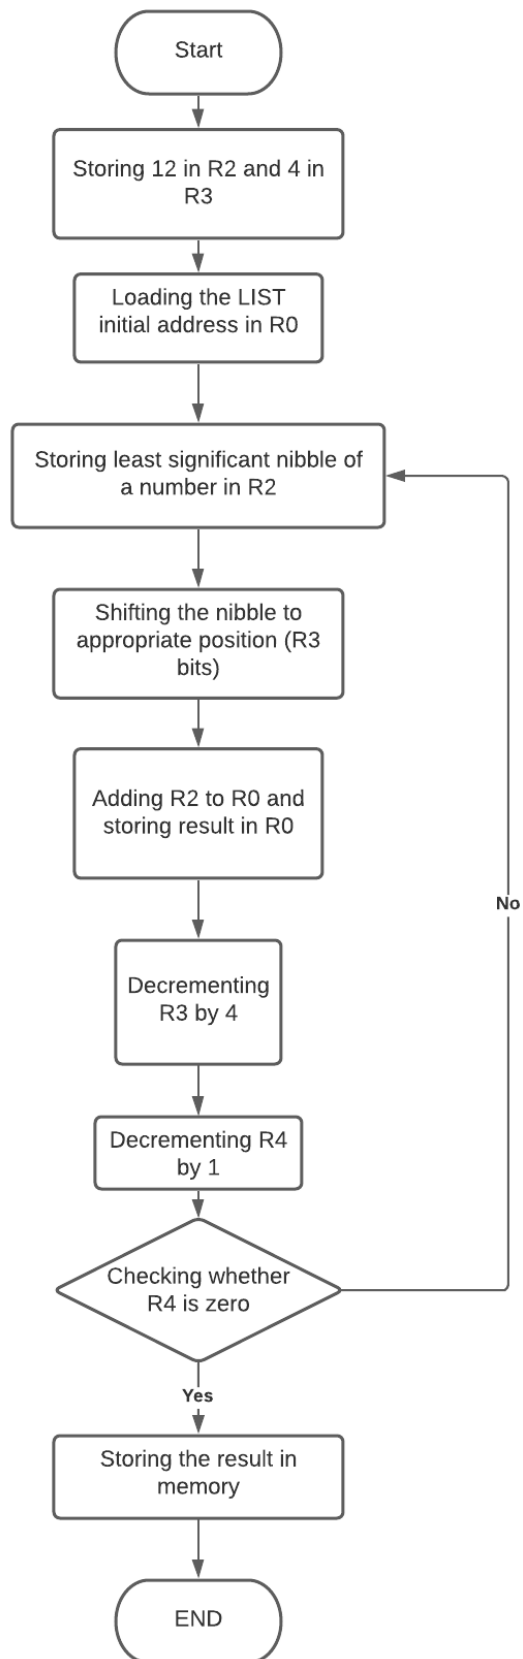 Start
Storing 12 in R2 and 4 in
R3
Loading the LIST
initial address in R0
Storing least significant nibble of
a number in R2
Shifting the nibble to
appropriate position (R3
bits)
Adding R2 to R0 and
storing result in R0
No
Decrementing
R3 by 4
Decrementing R4
by 1
Checking whether
R4 is zero
Yes
Storing the result in
memory
END